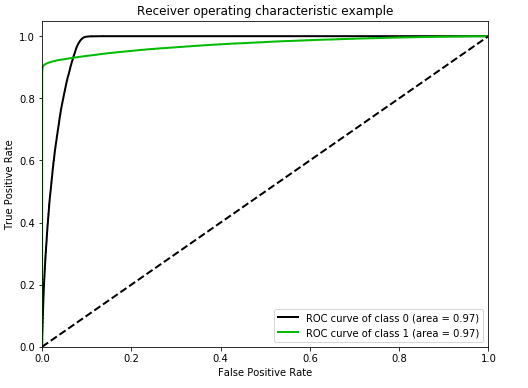 Receiver operating characteristic example
True Positive Rate
1.0
0.8
0.6
0.4
0.2
0.0
ROC curve of class 0 (area = 0.97)
ROC curve of class 1 (area = 0.97)
0.0 0.2 0.4 0.6 0.8 1.0
False Positive Rate